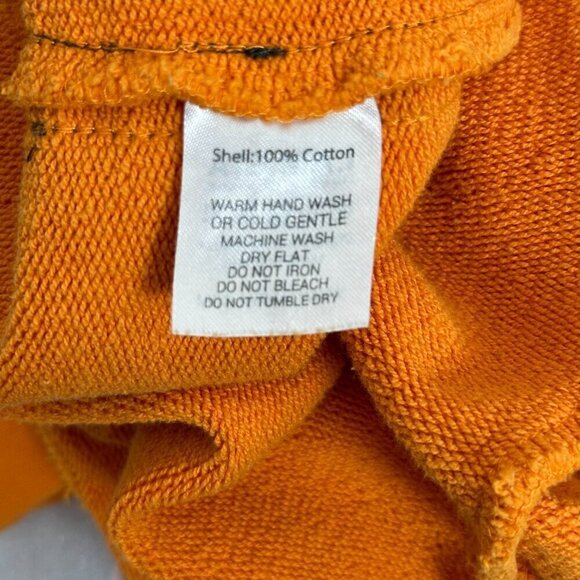 Shell:100% Cotton
WARM HAND WASH
OR COLD GENTLE
MACHINE WASH
DRY FLAT
DO NOT IRON
DO NOT BLEACH
DO NOT TUMBLE DRY